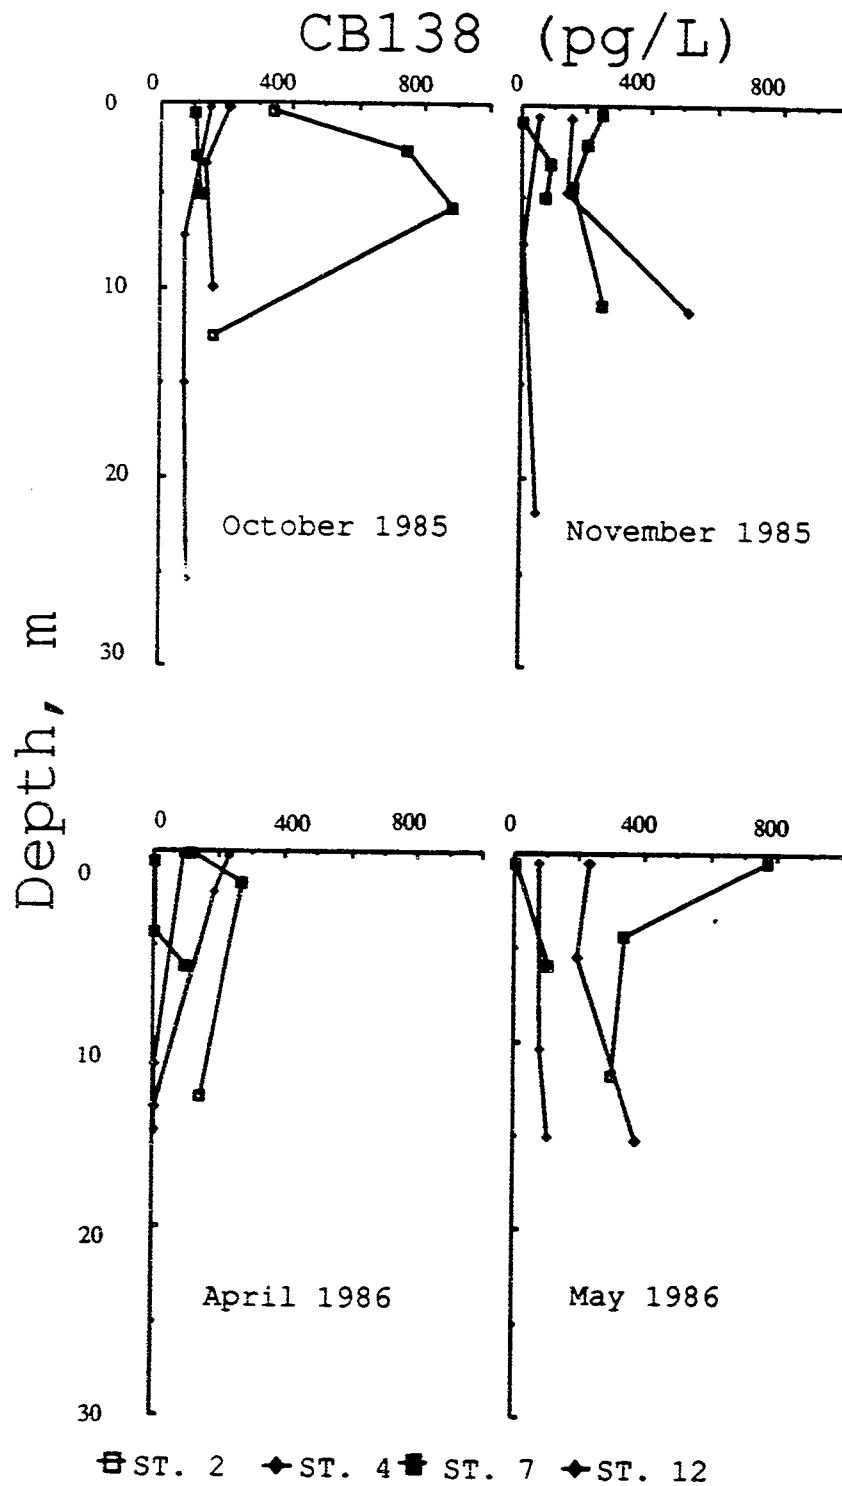 CB138 (pg/L)
0 400 800
0 400 800
0
10
20
30
October 1985
November 1985
Depth, m
0 400 800
0 400 800
0
10
20
30
April 1986
May 1986
ST. 2 ST. 4 ST. 7 ST. 12